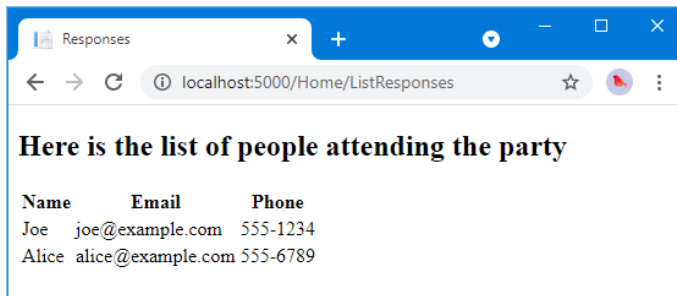 Responses
localhost:5000/Home/ListResponses
Here is the list of people attending the party
Name Email Phone
Joe joe@example.com 555-1234
Alice alice@example.com 555-6789